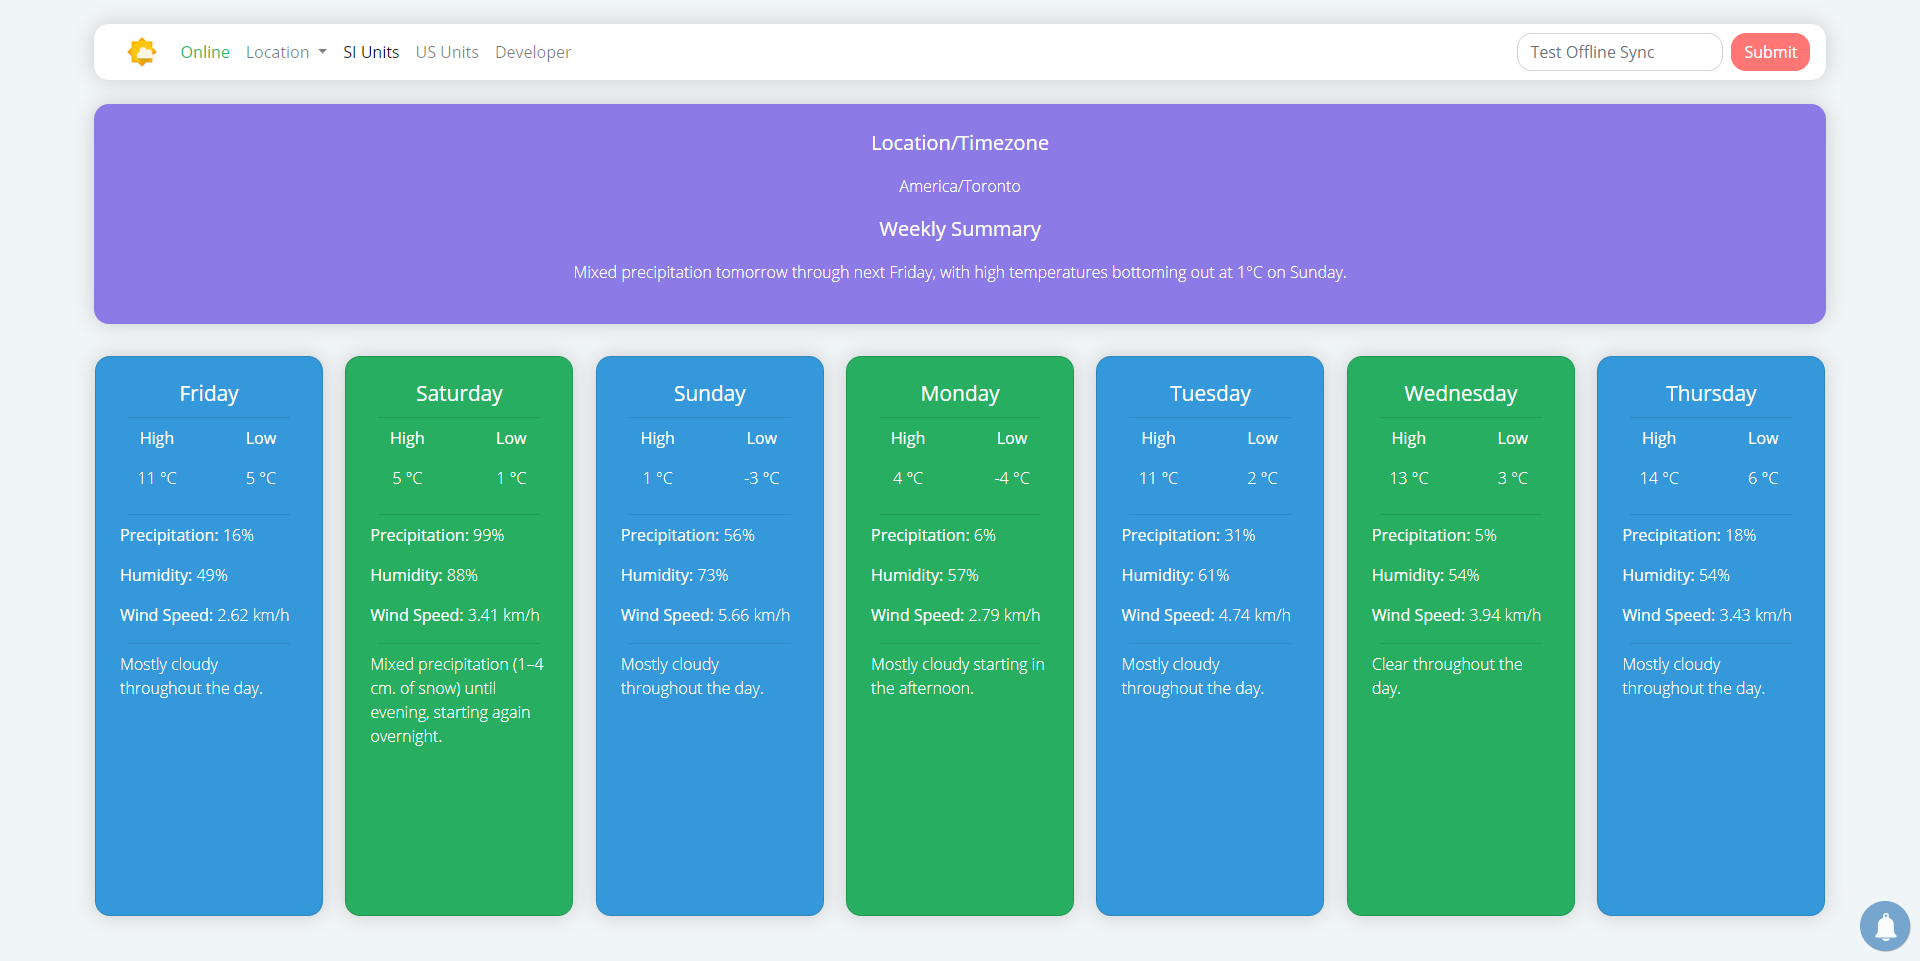 Online Location SI Units US Units Developer Test Offline Sync Submit
Location/Timezone
America/Toronto
Weekly Summary
Mixed precipitation tomorrow through next Friday, with high temperatures bottoming out at 1°C on Sunday.
Friday
High Low
11 °C 5 °C
Precipitation: 16%
Humidity: 49%
Wind Speed: 2.62 km/h
Mostly cloudy
throughout the day.
Saturday
High Low
5 °C 1 °C
Precipitation: 99%
Humidity: 88%
Wind Speed: 3.41 km/h
Mixed precipitation (1–4
cm. of snow) until
evening, starting again
overnight.
Sunday
High Low
1 °C -3 °C
Precipitation: 56%
Humidity: 73%
Wind Speed: 5.66 km/h
Mostly cloudy
throughout the day.
Monday
High Low
4 °C -4 °C
Precipitation: 6%
Humidity: 57%
Wind Speed: 2.79 km/h
Mostly cloudy starting in
the afternoon.
Tuesday
High Low
11 °C 2 °C
Precipitation: 31%
Humidity: 61%
Wind Speed: 4.74 km/h
Mostly cloudy
throughout the day.
Wednesday
High Low
13 °C 3 °C
Precipitation: 5%
Humidity: 54%
Wind Speed: 3.94 km/h
Clear throughout the
day.
Thursday
High Low
14 °C 6 °C
Precipitation: 18%
Humidity: 54%
Wind Speed: 3.43 km/h
Mostly cloudy
throughout the day.